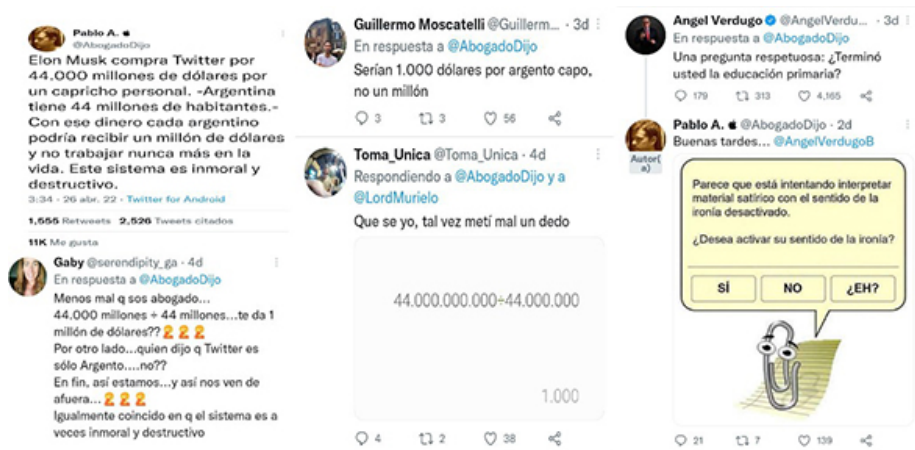 Pablo A.
@AbogadoDijo
Elon Musk compra Twitter por
44.000 millones de dólares por
un capricho personal. -Argentina
tiene 44 millones de habitantes.-
Con ese dinero cada argentino
podría recibir un millón de dólares
y no trabajar nunca más en la
vida. Este sistema es inmoral y
destructivo.
3:34 · 26 abr. 22 · Twitter for Android
1,555 Retweets 2,526 Tweets citados
11K Me gusta
Gaby @serendipity_ga · 4d
En respuesta a @AbogadoDijo
Menos mal q sos abogado...
44,000 millones ÷ 44 millones...te da 1
millón de dólares??
Por otro lado...quien dijo q Twitter es
sólo Argento....no??
En fin, así estamos...y así nos ven de
afuera...
Igualmente coincido en q el sistema es a
veces inmoral y destructivo
Guillermo Moscatelli @Guillerm... · 3d
En respuesta a @AbogadoDijo
Serían 1.000 dólares por argento capo,
no un millón
3 3 56
Toma_Unica @Toma_Unica · 4d
Respondiendo a @AbogadoDijo y a
@LordMurielo
Que se yo, tal vez metí mal un dedo
44.000.000.000÷44.000.000
1.000
4 2 38
Angel Verdugo @AngelVerdu... · 3d
En respuesta a @AbogadoDijo
Una pregunta respetuosa: ¿Terminó
usted la educación primaria?
179 313 4,165
Pablo A. @AbogadoDijo · 2d
Autor(
a)
Buenas tardes... @AngelVerdugoB
Parece que está intentando interpretar
material satírico con el sentido de la
ironía desactivado.
¿Desea activar su sentido de la ironía?
SÍ NO ¿EH?
21 7 139